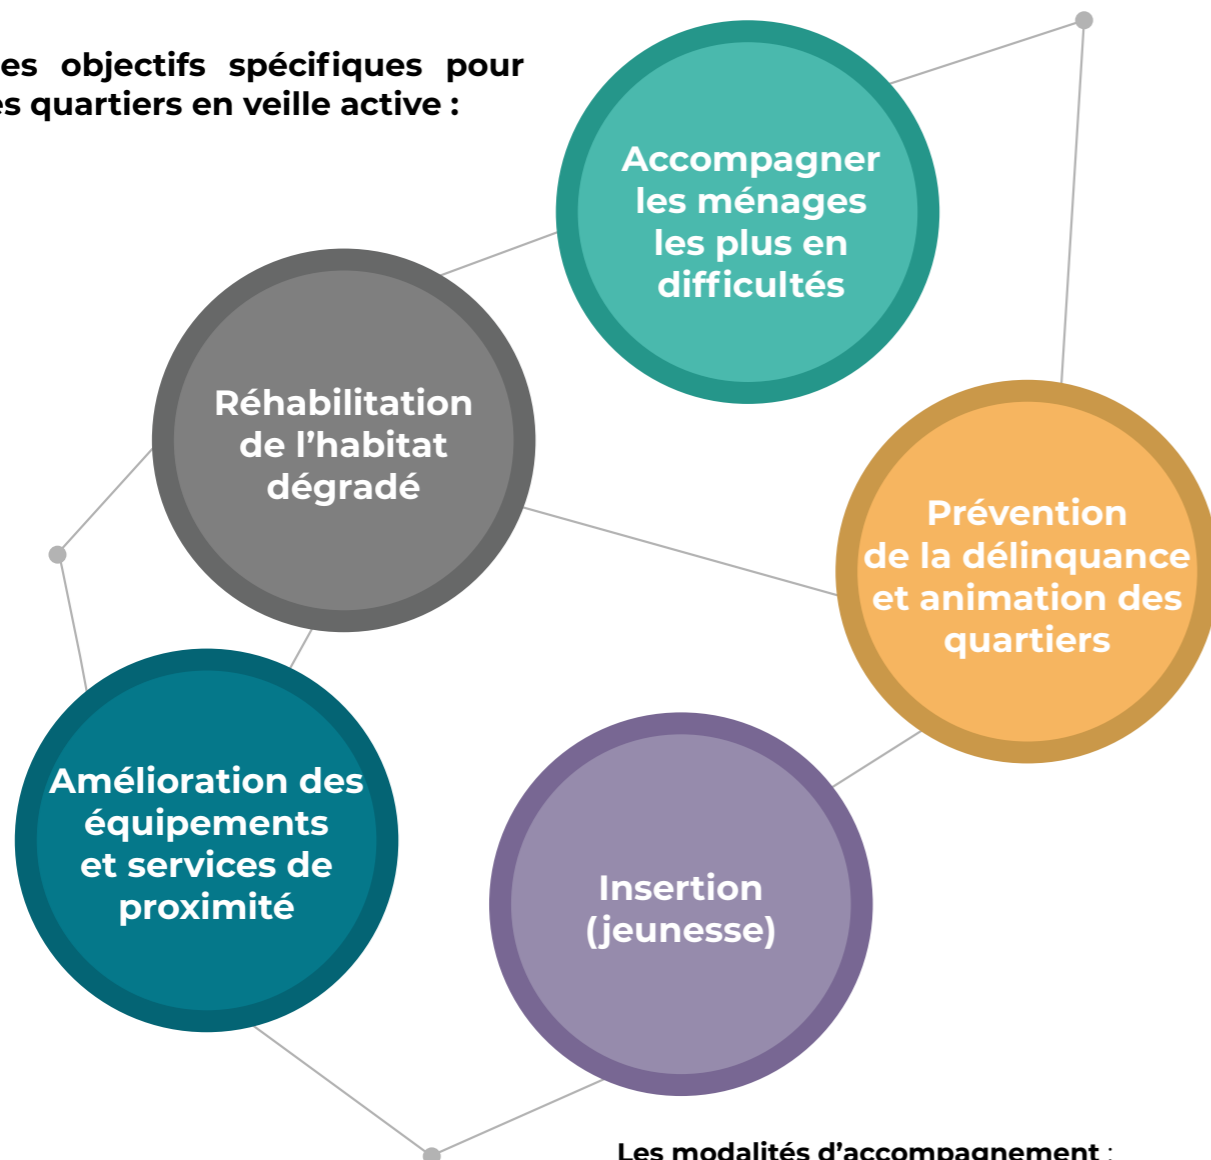 es objectifs spécifiques pour
es quartiers en veille active :
Accompagner
les ménages
les plus en
difficultés
Réhabilitation
de l'habitat
dégradé
Prévention
de la délinquance
et animation des
quartiers
Amélioration des
équipements
et services de
proximité
Insertion
(jeunesse)
Les modalités d'accompagnement :